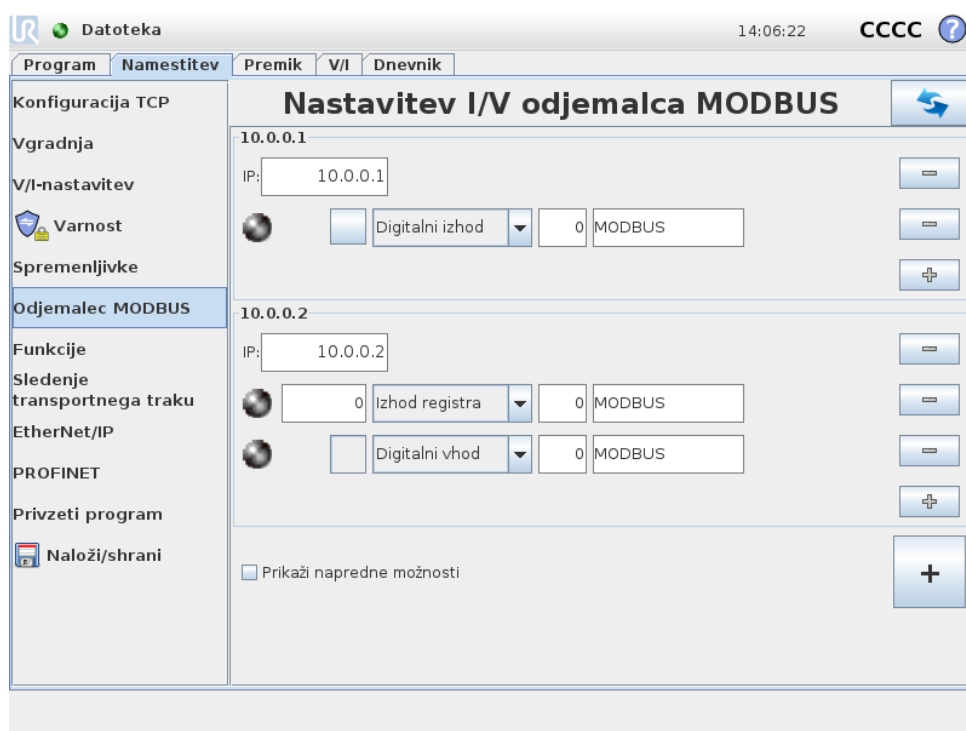 UR Datoteka 14:06:22 CCCC ?
Program Namestitev Premik V/I Dnevnik
Konfiguracija TCP
Vgradnja
V/I-nastavitev
Varnost
Spremenljivke
Odjemalec MODBUS
Funkcije
Sledenje
transportnega traku
EtherNet/IP
PROFINET
Privzeti program
Naloži/shrani
Nastavitev I/V odjemalca MODBUS
10.0.0.1
IP: 10.0.0.1
Digitalni izhod 0 MODBUS
10.0.0.2
IP: 10.0.0.2
0 Izhod registra 0 MODBUS
Digitalni vhod 0 MODBUS
Prikaži napredne možnosti
+